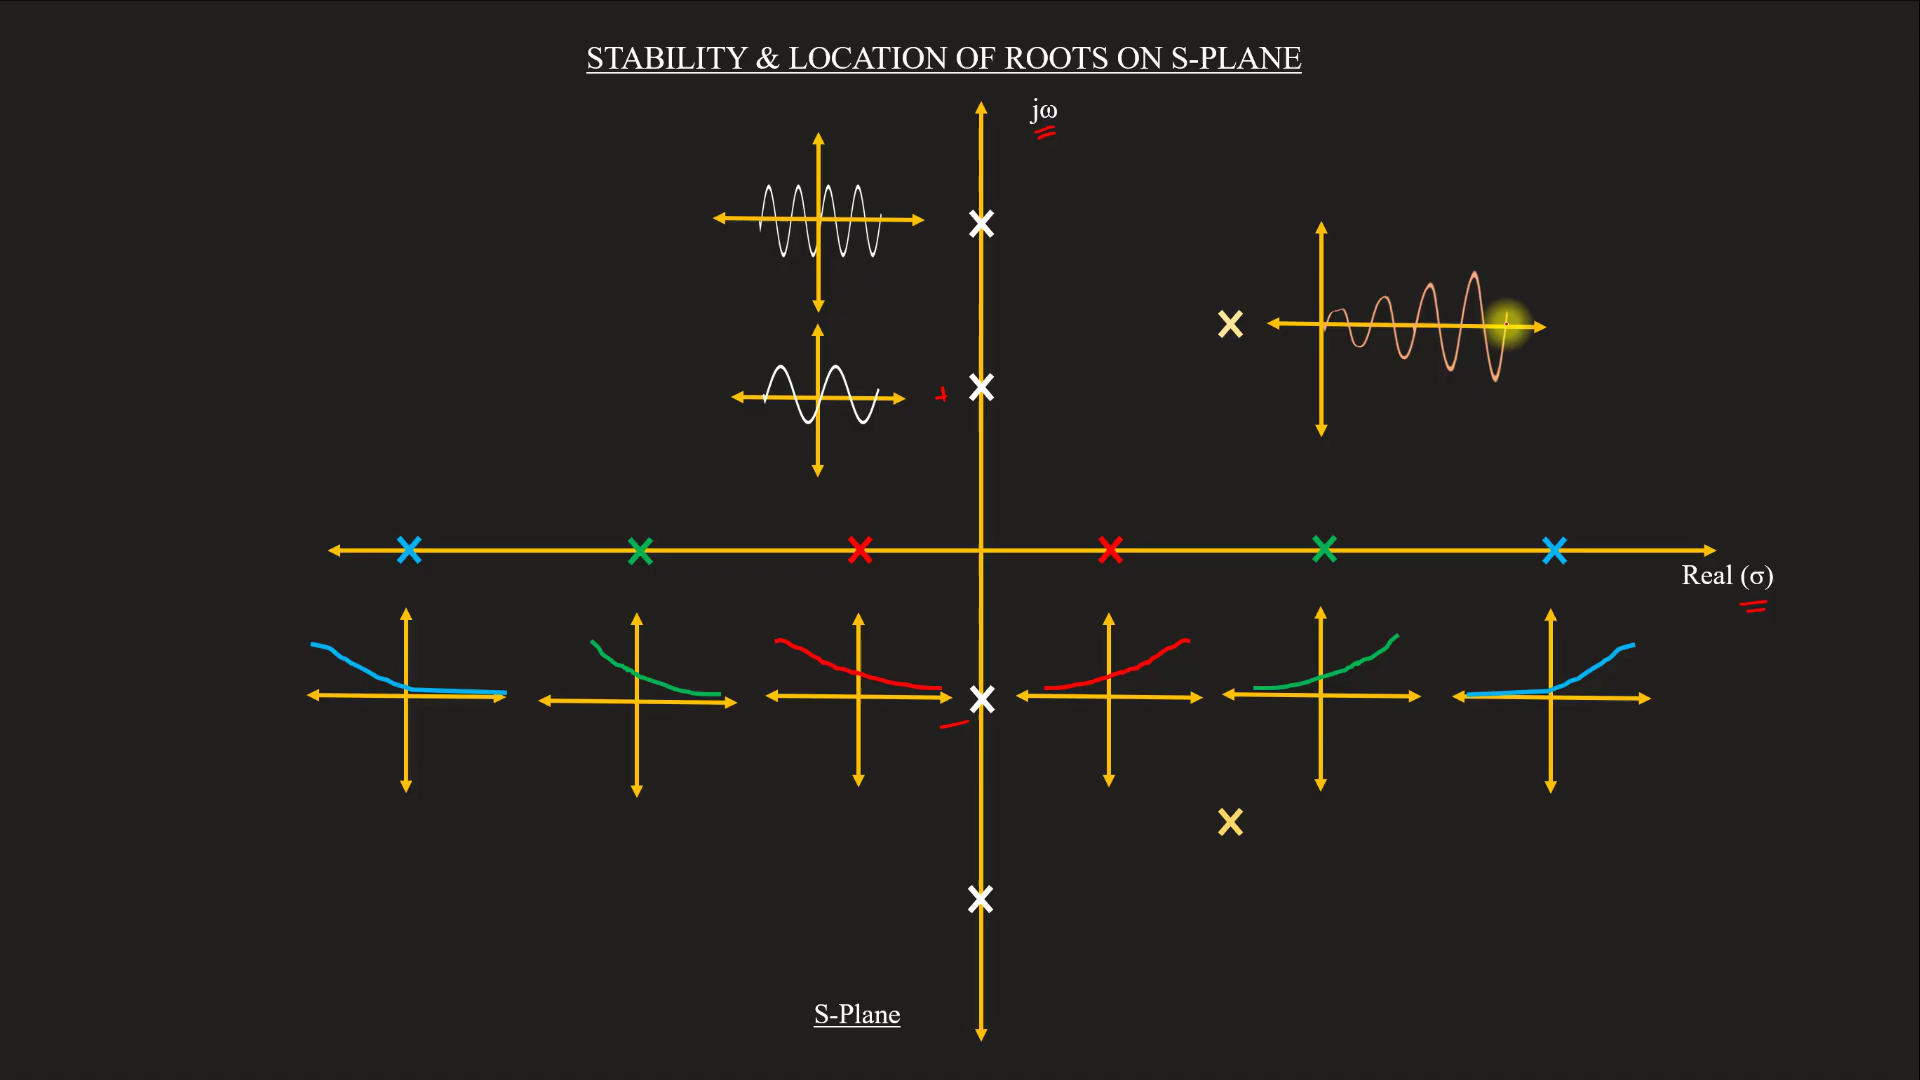 STABILITY & LOCATION OF ROOTS ON S-PLANE
jω
Real (σ)
S-Plane